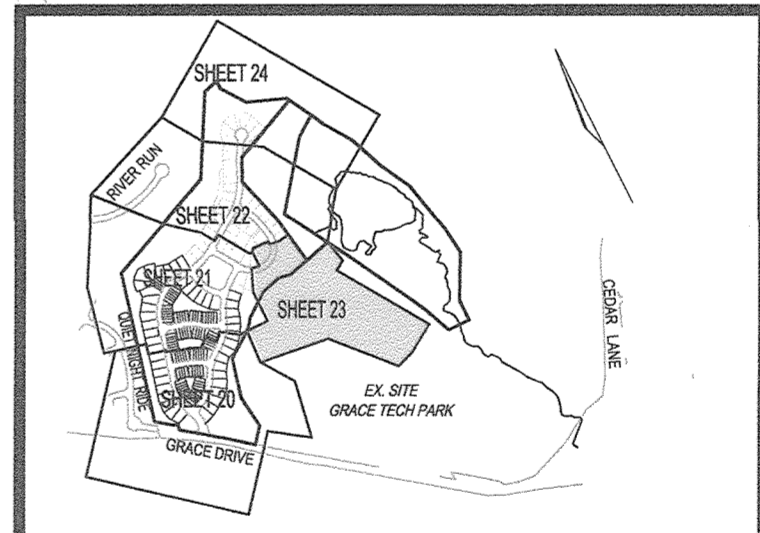 SHEET 24
RIVER RUN
SHEET 22
SHEET 21
SHEET 23
CEDAR LANE
QUIET NIGHT RIDE
EX. SITE
GRACE TECH PARK
SHEET 20
GRACE DRIVE